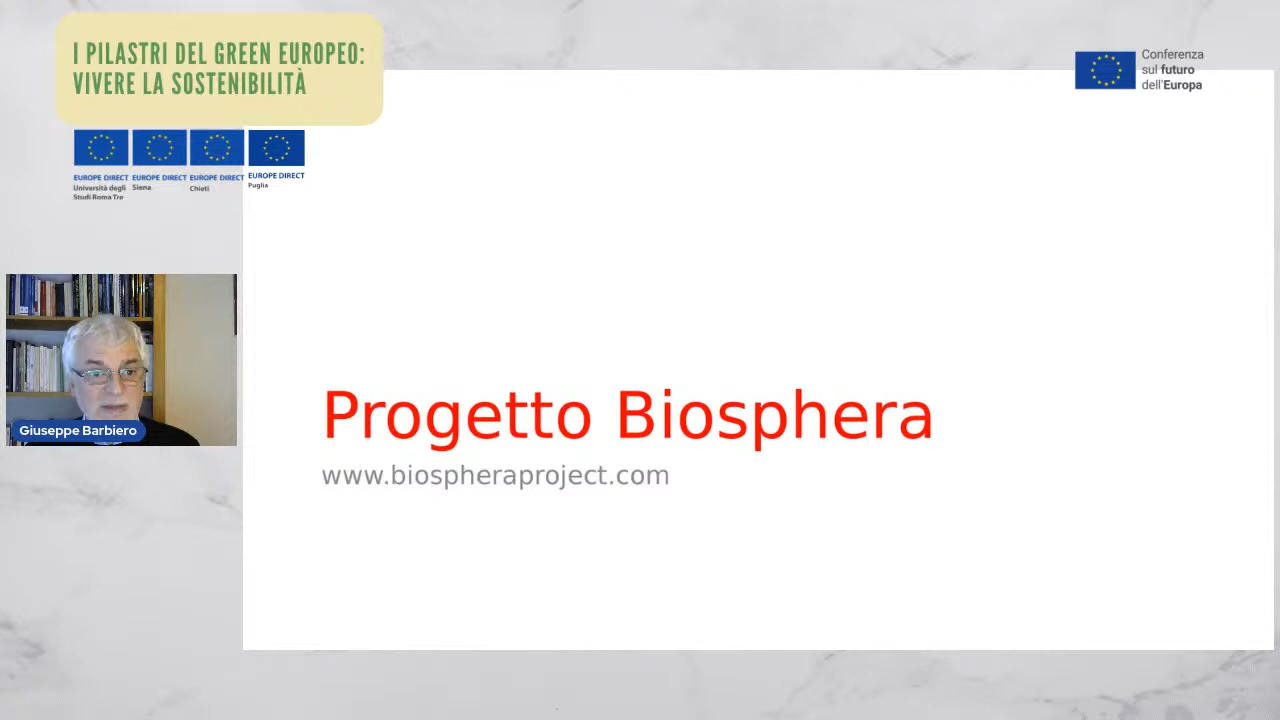 I PILASTRI DEL GREEN EUROPEO:
VIVERE LA SOSTENIBILITÀ
Conferenza
sul futuro
dell'Europa
EUROPE DIRECT
Università degli
Studi Roma Tre
EUROPE DIRECT
Siena
EUROPE DIRECT
Chieti
EUROPE DIRECT
Puglia
Giuseppe Barbiero
Progetto Biosphera
www.biospheraproject.com